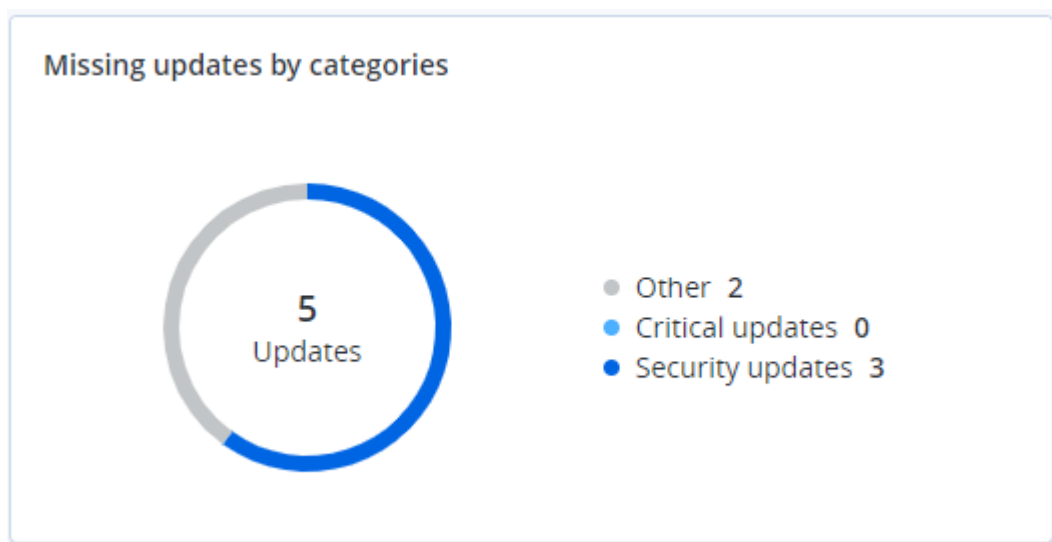 Missing updates by categories
5
Updates
Other 2
Critical updates 0
Security updates 3